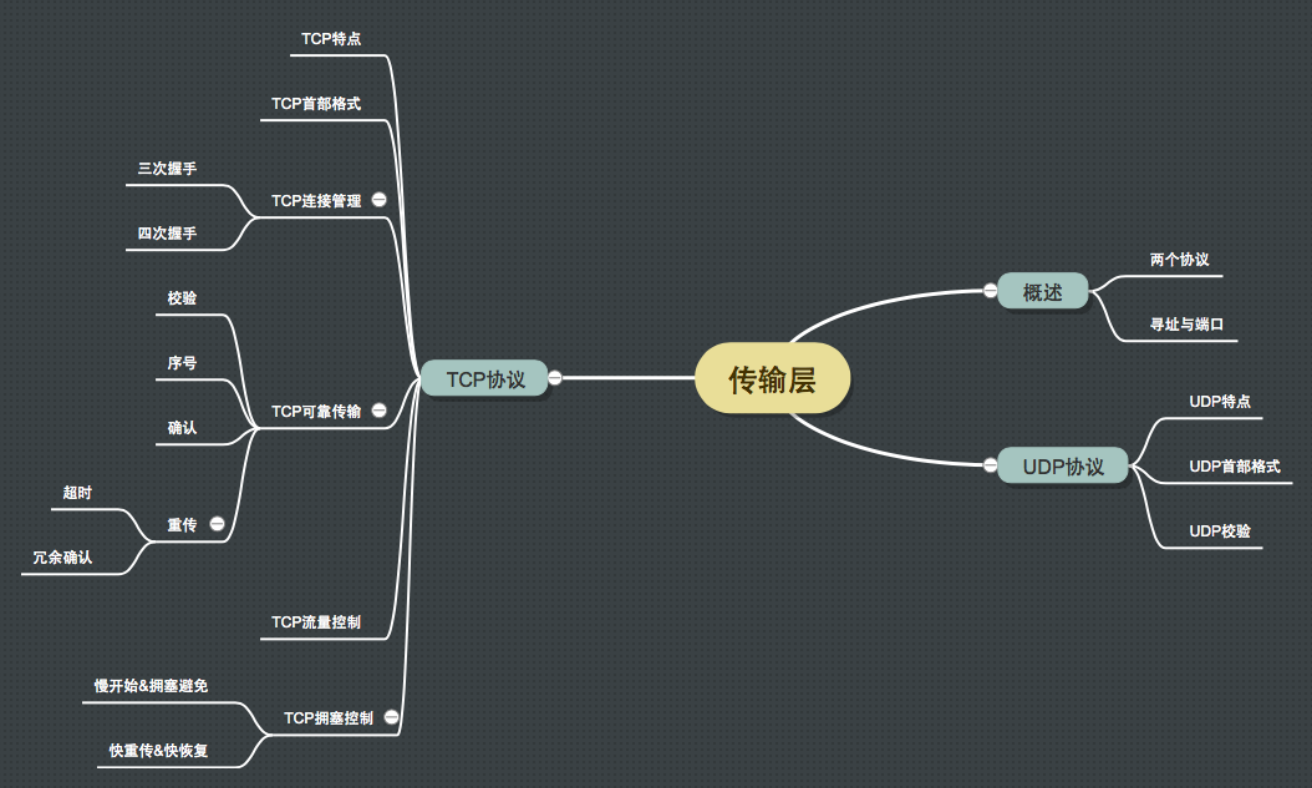 传输层
概述
两个协议
寻址与端口
UDP协议
UDP特点
UDP首部格式
UDP校验
TCP协议
TCP特点
TCP首部格式
TCP连接管理
三次握手
四次握手
TCP可靠传输
校验
序号
确认
重传
超时
冗余确认
TCP流量控制
TCP拥塞控制
慢开始&拥塞避免
快重传&快恢复